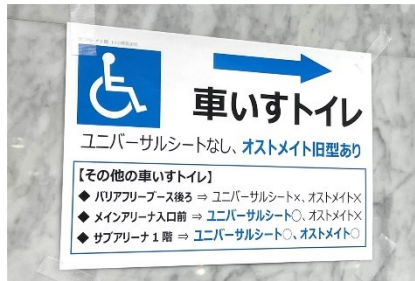 車いすトイレ
ユニバーサルシートなし、オストメイト旧型あり
【その他の車いすトイレ】
◆ バリアフリーブース後ろ ⇒ ユニバーサルシート×、オストメイト×
◆ メインアリーナ入口前 ⇒ ユニバーサルシート○、オストメイト×
◆ サブアリーナ1階 ⇒ ユニバーサルシート○、オストメイト○